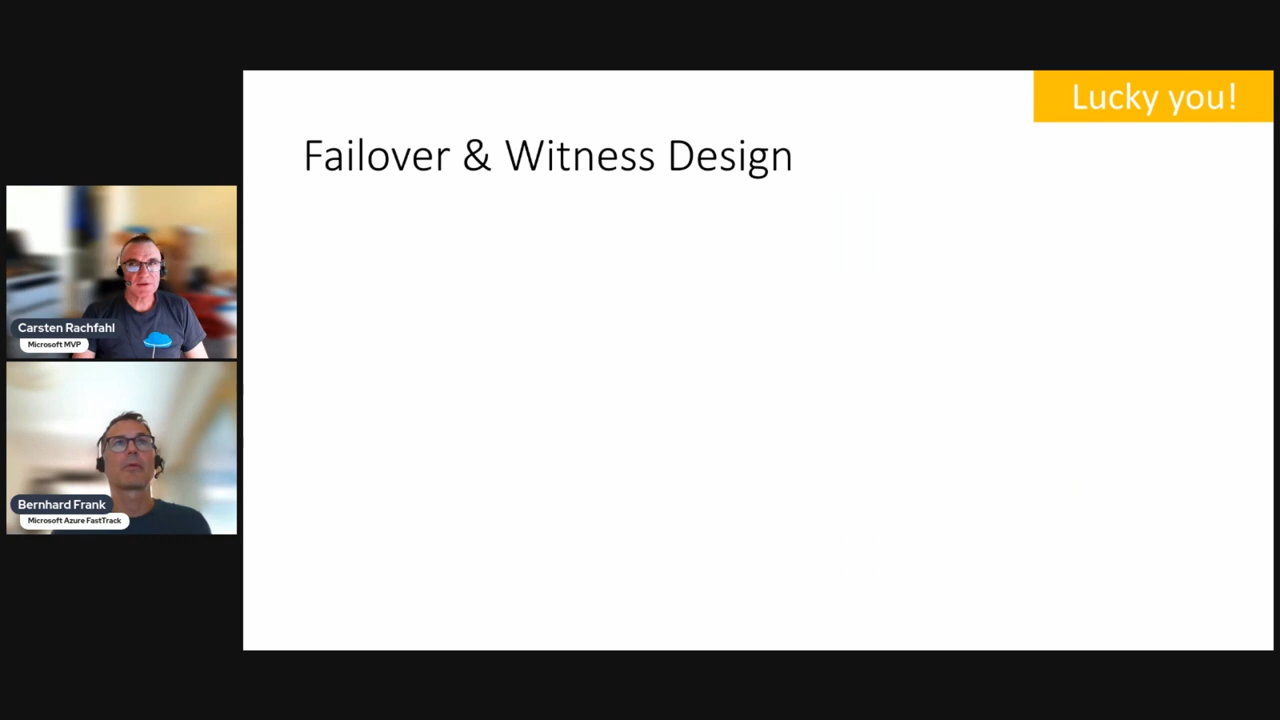 Lucky you!
Failover & Witness Design
Carsten Rachfahl
Microsoft MVP
Bernhard Frank
Microsoft Azure FastTrack